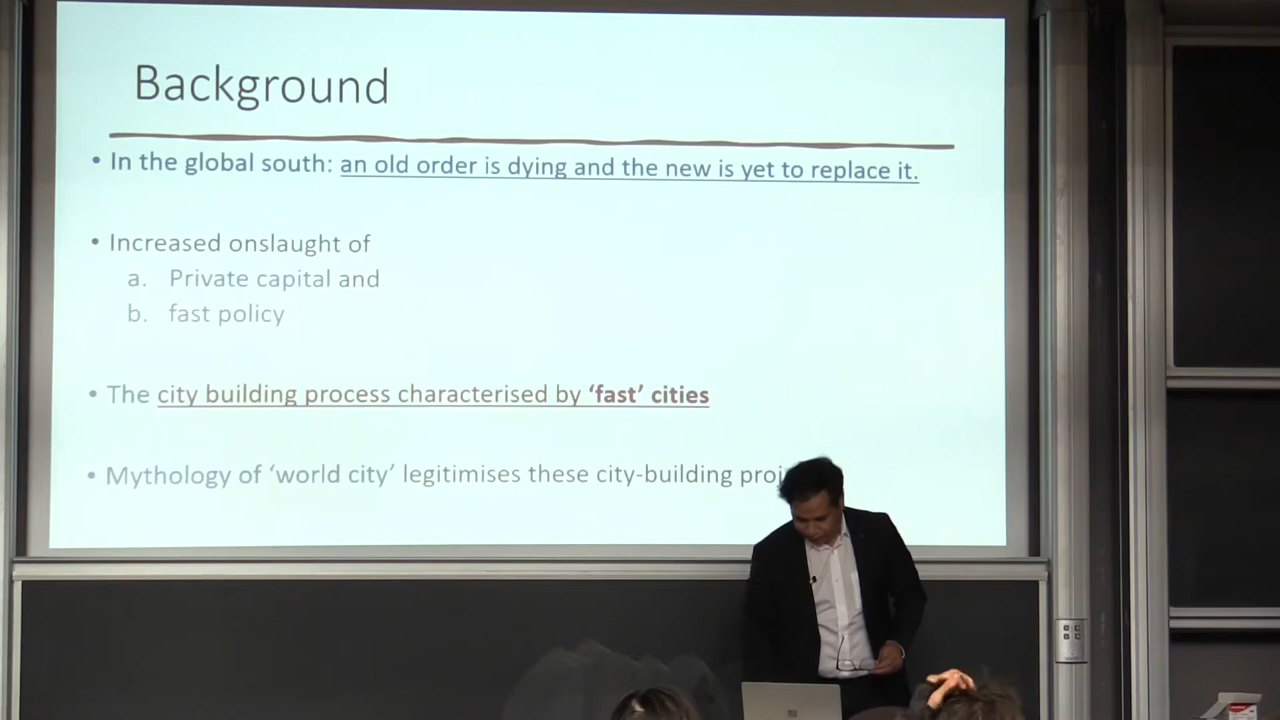 Background
• In the global south: an old order is dying and the new is yet to replace it.
• Increased onslaught of
a. Private capital and
b. fast policy
• The city building process characterised by ‘fast’ cities
• Mythology of ‘world city’ legitimises these city-building